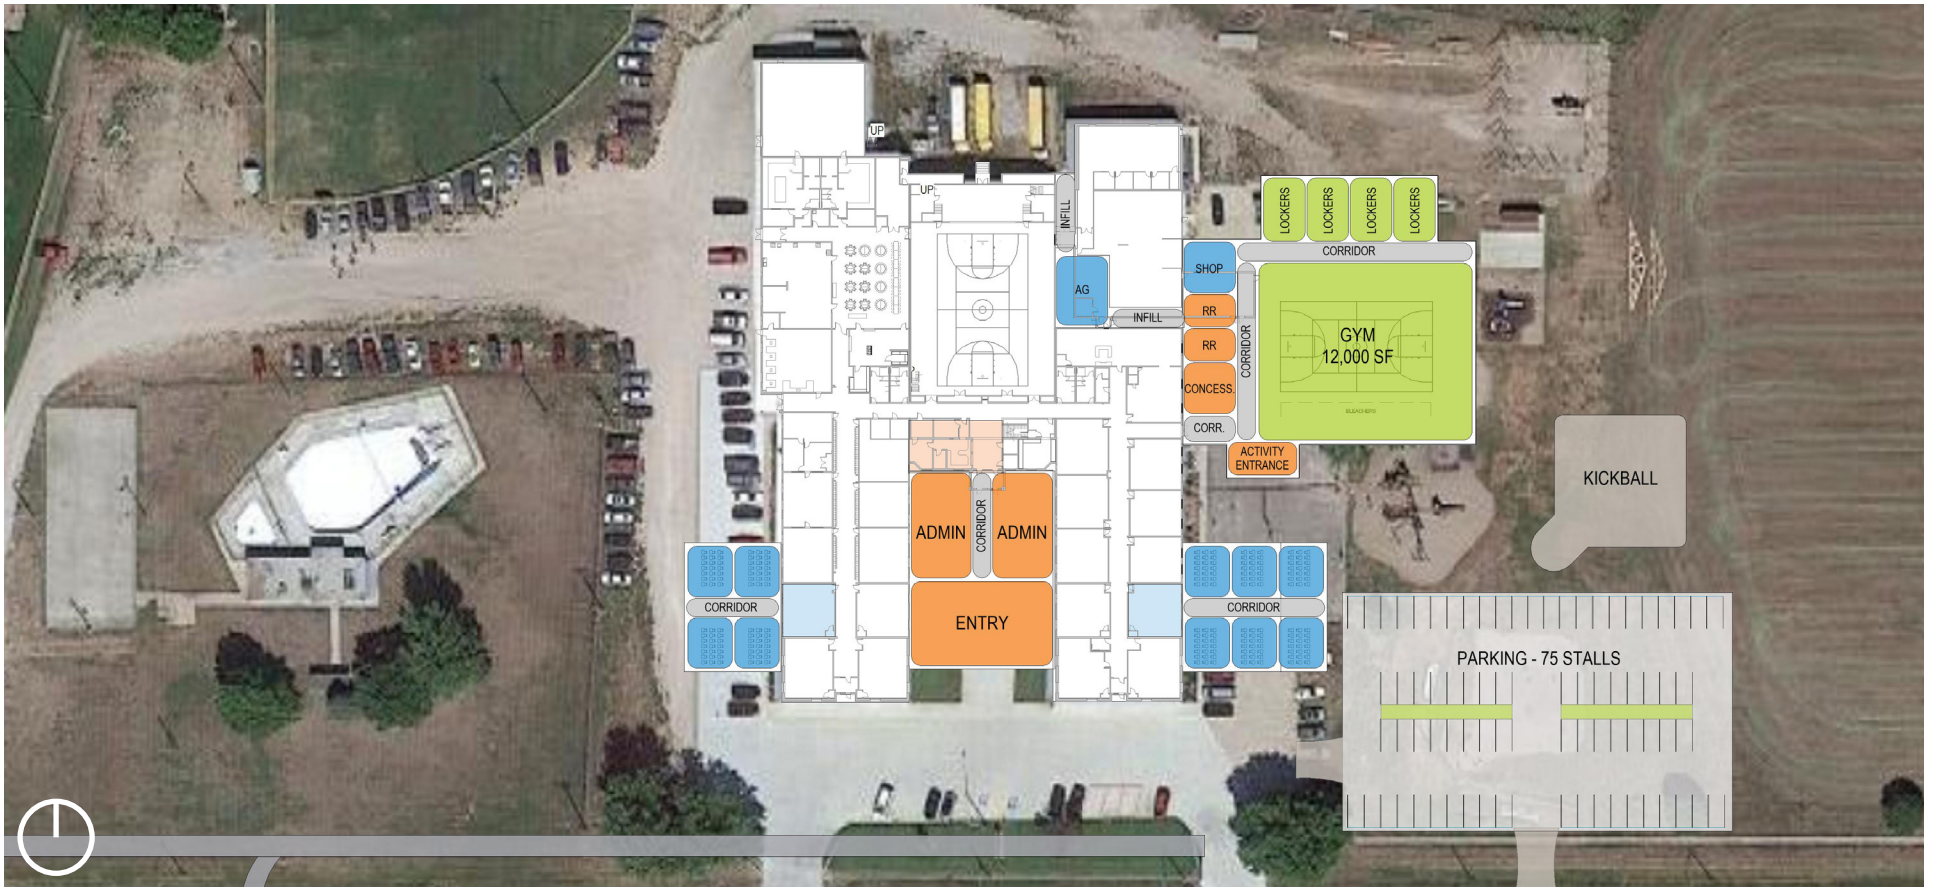 UP
UP
INFILL
LOCKERS
LOCKERS
LOCKERS
LOCKERS
CORRIDOR
SHOP
AG
RR
INFILL
RR
CORRIDOR
GYM
12,000 SF
CONCESS.
BLEACHERS
CORR.
ACTIVITY
ENTRANCE
KICKBALL
ADMIN
CORRIDOR
ADMIN
CORRIDOR
ENTRY
CORRIDOR
PARKING - 75 STALLS